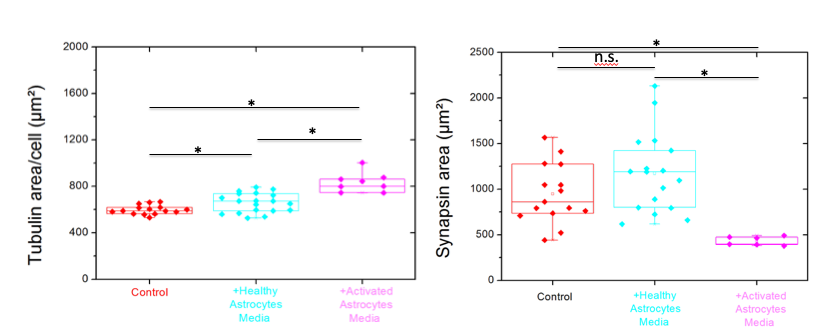 2000
1600
1200
800
400
0
Tubulin area/cell (µm²)
*
*
*
Control
+Healthy
Astrocytes
Media
+Activated
Astrocytes
Media
2500
2000
1500
1000
500
0
Synapsin area (µm²)
*
n.s.
*
Control
+Healthy
Astrocytes
Media
+Activated
Astrocytes
Media